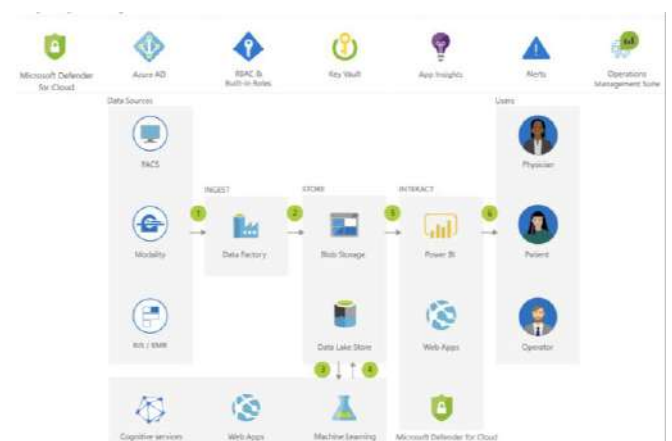 Microsoft Defender
for Cloud
Azure AD
RBAC &
Built-in Roles
Key Vault
App Insights
Alerts
Operations
Management Suite
Data Sources
Users
PACS
Physician
INGEST
STORE
INTERACT
1
2
5
6
Modality
Data Factory
Blob Storage
Power BI
Patient
RIS / EMR
Data Lake Store
Web Apps
Operator
3
4
Cognitive services
Web Apps
Machine Learning
Microsoft Defender for Cloud